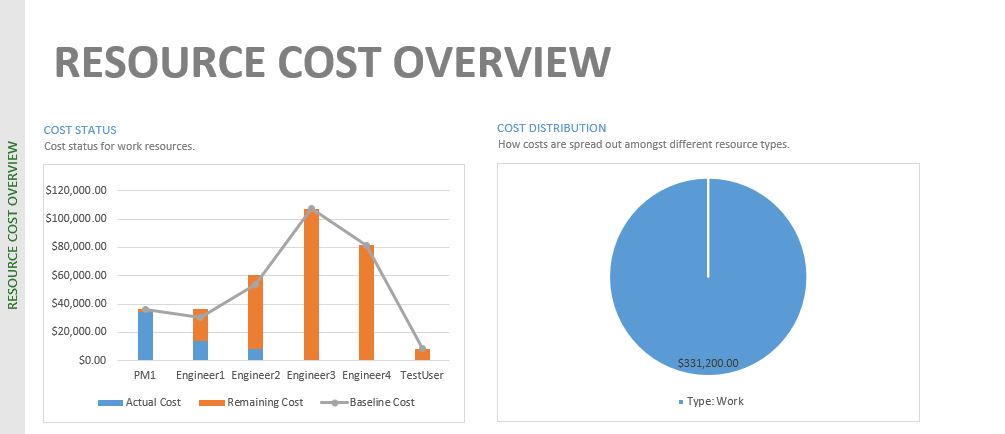 RESOURCE COST OVERVIEW
RESOURCE COST OVERVIEW
COST STATUS
Cost status for work resources.
$120,000.00
$100,000.00
$80,000.00
$60,000.00
$40,000.00
$20,000.00
$0.00
PM1 Engineer1 Engineer2 Engineer3 Engineer4 TestUser
Actual Cost Remaining Cost Baseline Cost
COST DISTRIBUTION
How costs are spread out amongst different resource types.
$331,200.00
Type: Work